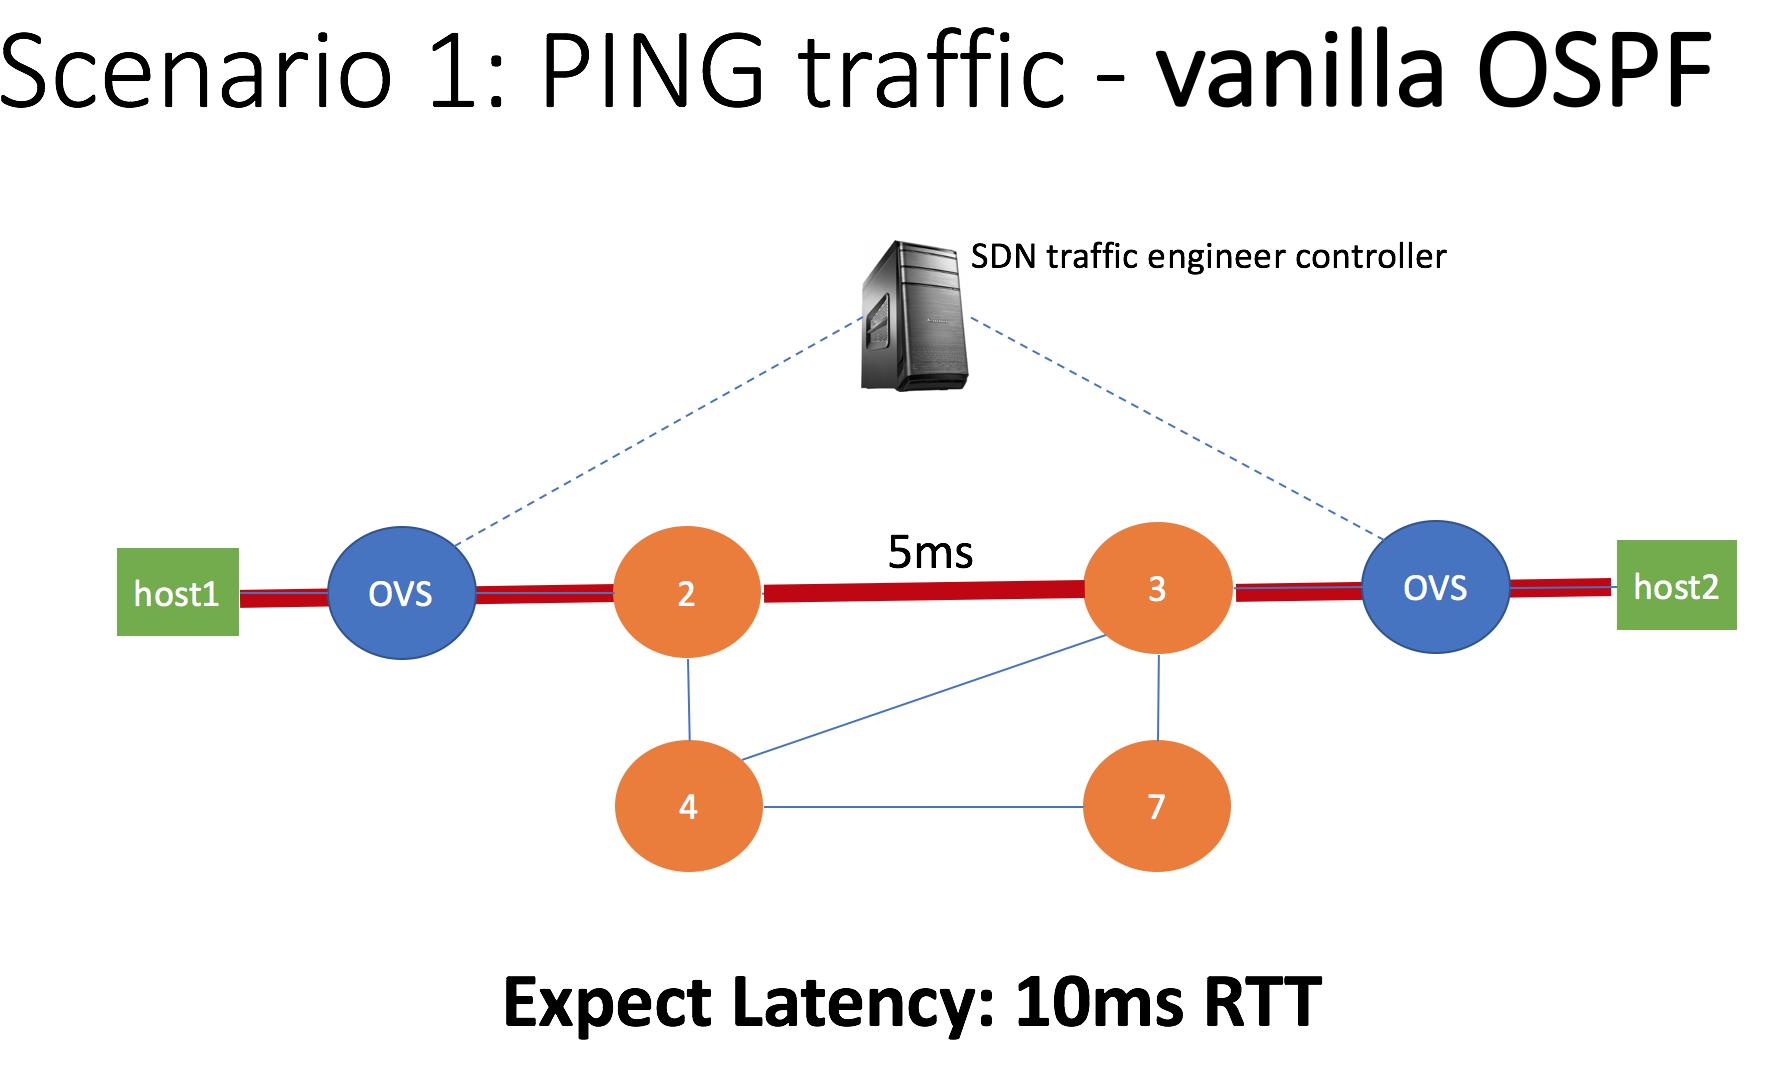 Scenario 1: PING traffic - vanilla OSPF
SDN traffic engineer controller
5ms
host1
OVS
2
3
OVS
host2
4
7
Expect Latency: 10ms RTT